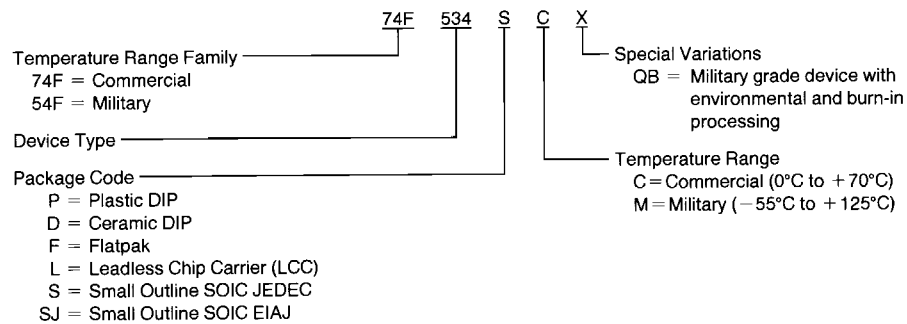 74F 534 S C X
Temperature Range Family
74F = Commercial
54F = Military
Device Type
Package Code
P = Plastic DIP
D = Ceramic DIP
F = Flatpak
L = Leadless Chip Carrier (LCC)
S = Small Outline SOIC JEDEC
SJ = Small Outline SOIC EIAJ
Special Variations
QB = Military grade device with
environmental and burn-in
processing
Temperature Range
C = Commercial (0°C to +70°C)
M = Military (−55°C to +125°C)